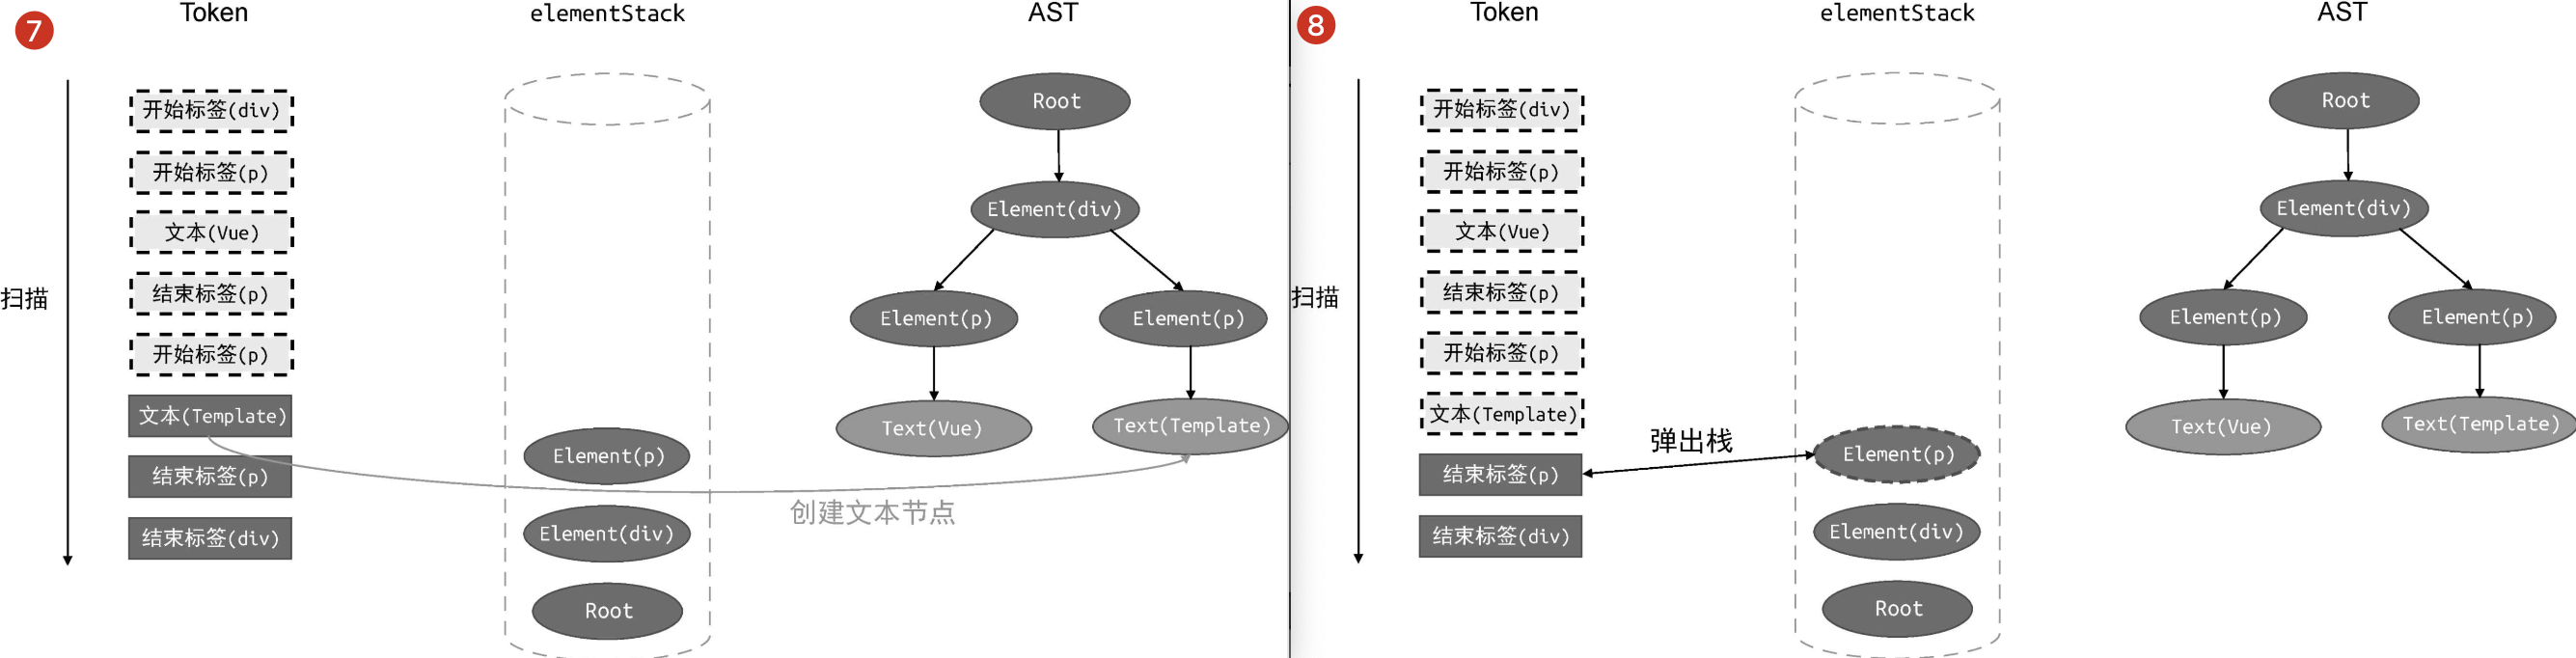 7
Token
elementStack
AST
扫描
开始标签(div)
开始标签(p)
文本(Vue)
结束标签(p)
开始标签(p)
文本(Template)
结束标签(p)
结束标签(div)
Element(p)
Element(div)
Root
创建文本节点
Root
Element(div)
Element(p)
Element(p)
Text(Vue)
Text(Template)
8
Token
elementStack
AST
扫描
开始标签(div)
开始标签(p)
文本(Vue)
结束标签(p)
开始标签(p)
文本(Template)
结束标签(p)
结束标签(div)
弹出栈
Element(p)
Element(div)
Root
Root
Element(div)
Element(p)
Element(p)
Text(Vue)
Text(Template)